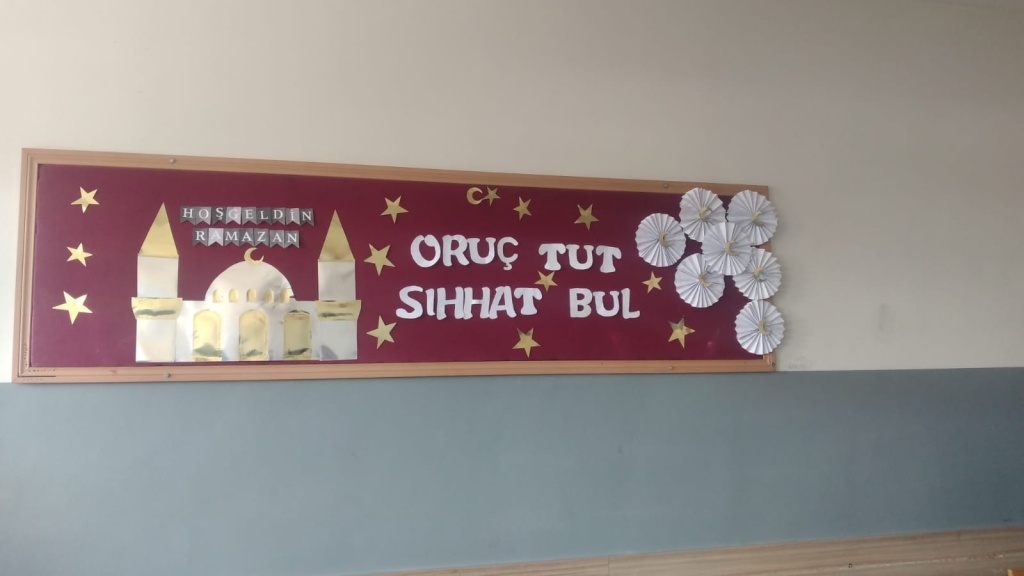 HOŞGELDİN
RAMAZAN
ORUÇ TUT
SIHHAT BUL